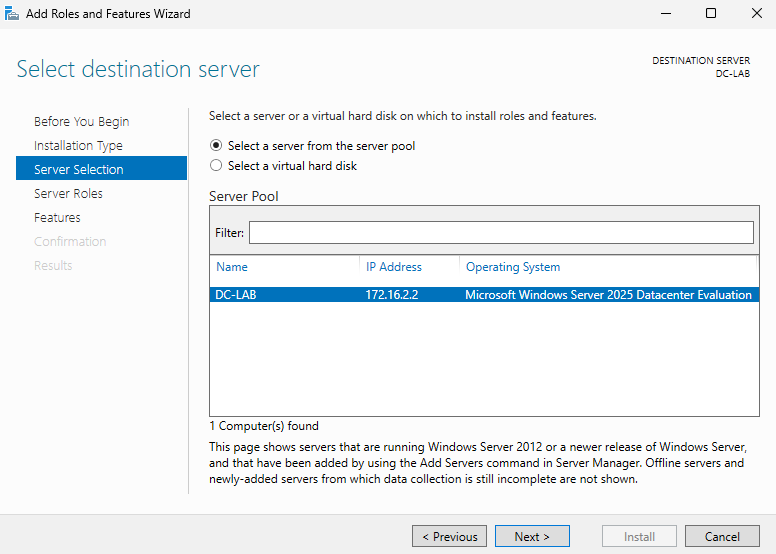 Add Roles and Features Wizard
Select destination server
DESTINATION SERVER
DC-LAB
Before You Begin
Installation Type
Server Selection
Server Roles
Features
Confirmation
Results
Select a server or a virtual hard disk on which to install roles and features.
Select a server from the server pool
Select a virtual hard disk
Server Pool
Filter:
Name IP Address Operating System
DC-LAB 172.16.2.2 Microsoft Windows Server 2025 Datacenter Evaluation
1 Computer(s) found
This page shows servers that are running Windows Server 2012 or a newer release of Windows Server,
and that have been added by using the Add Servers command in Server Manager. Offline servers and
newly-added servers from which data collection is still incomplete are not shown.
< Previous Next > Install Cancel